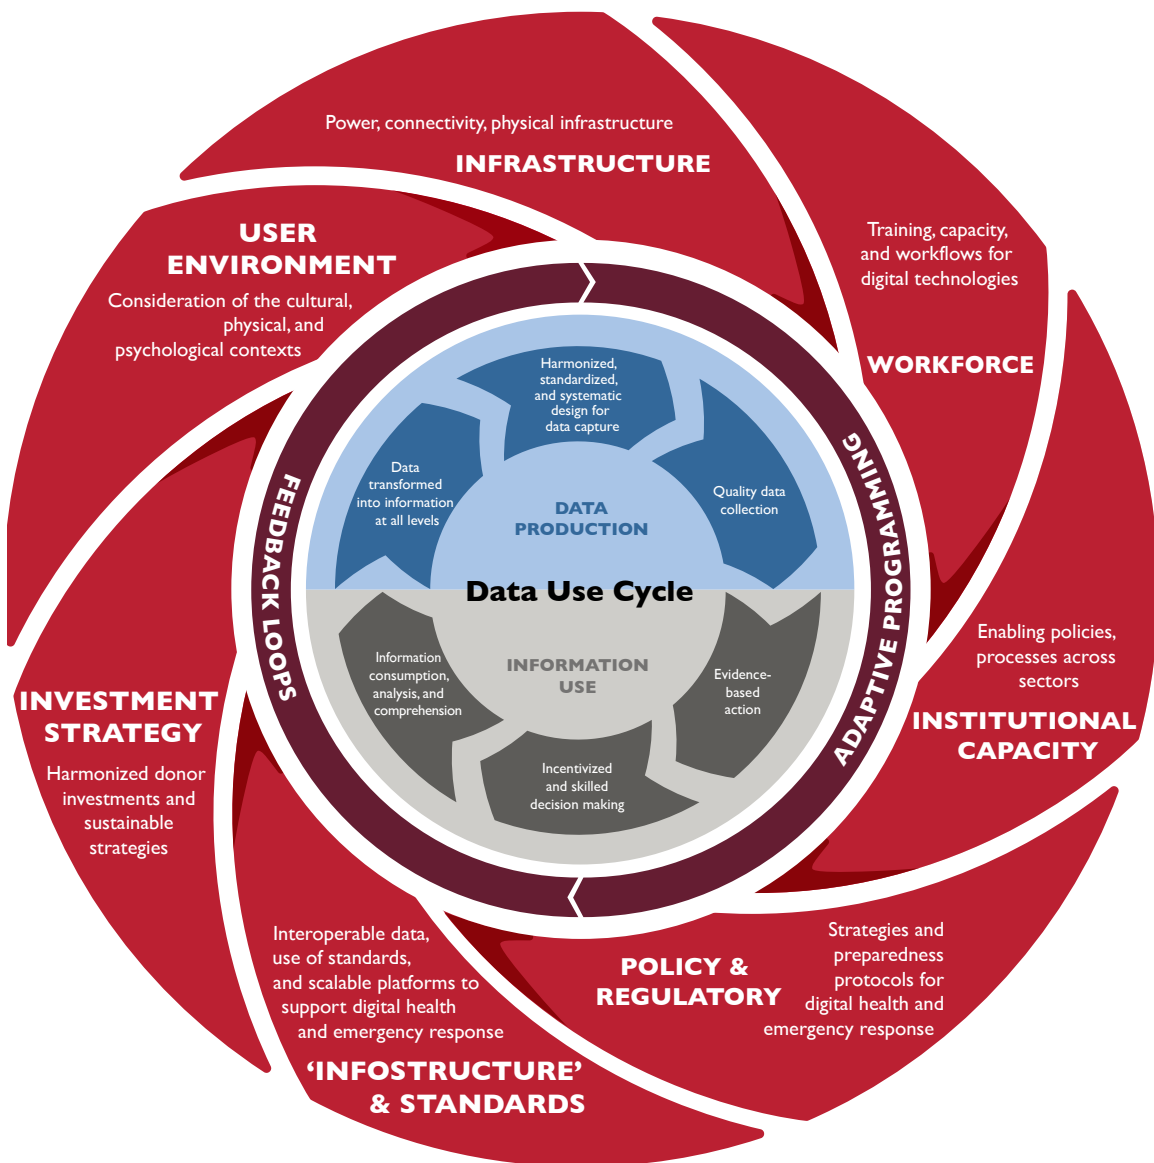 Power, connectivity, physical infrastructure
INFRASTRUCTURE
Training, capacity,
and workflows for
digital technologies
WORKFORCE
Enabling policies,
processes across
sectors
INSTITUTIONAL
CAPACITY
Strategies and
preparedness
protocols for
digital health and
emergency response
POLICY &
REGULATORY
Interoperable data,
use of standards,
and scalable platforms to
support digital health
and emergency response
‘INFOSTRUCTURE’
& STANDARDS
INVESTMENT
STRATEGY
Harmonized donor
investments and
sustainable
strategies
USER
ENVIRONMENT
Consideration of the cultural,
physical, and
psychological contexts
FEEDBACK LOOPS
ADAPTIVE PROGRAMMING
Harmonized,
standardized,
and systematic
design for
data capture
Quality data
collection
Data
transformed
into information
at all levels
DATA
PRODUCTION
Data Use Cycle
INFORMATION
USE
Evidence-
based
action
Incentivized
and skilled
decision making
Information
consumption,
analysis, and
comprehension